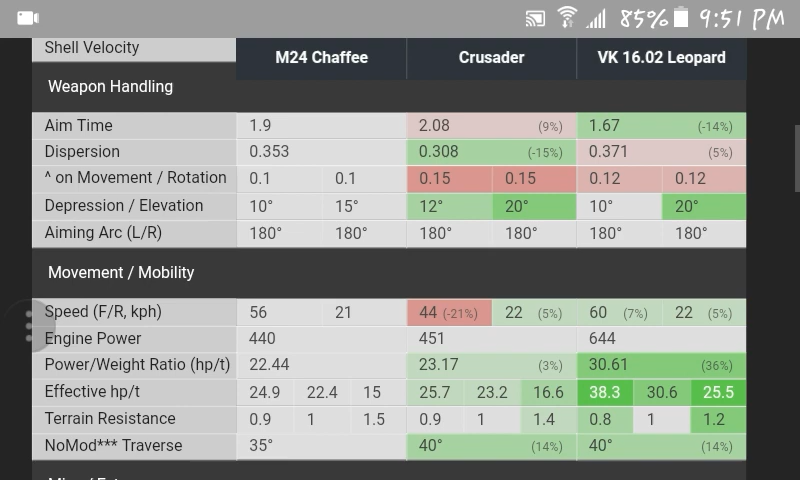 85% 9:51 PM
Shell Velocity M24 Chaffee Crusader VK 16.02 Leopard
Weapon Handling
Aim Time 1.9 2.08 (9%) 1.67 (-14%)
Dispersion 0.353 0.308 (-15%) 0.371 (5%)
^ on Movement / Rotation 0.1 0.1 0.15 0.15 0.12 0.12
Depression / Elevation 10° 15° 12° 20° 10° 20°
Aiming Arc (L/R) 180° 180° 180° 180° 180° 180°
Movement / Mobility
Speed (F/R, kph) 56 21 44 (-21%) 22 (5%) 60 (7%) 22 (5%)
Engine Power 440 451 644
Power/Weight Ratio (hp/t) 22.44 23.17 (3%) 30.61 (36%)
Effective hp/t 24.9 22.4 15 25.7 23.2 16.6 38.3 30.6 25.5
Terrain Resistance 0.9 1 1.5 0.9 1 1.4 0.8 1 1.2
NoMod*** Traverse 35° 40° (14%) 40° (14%)